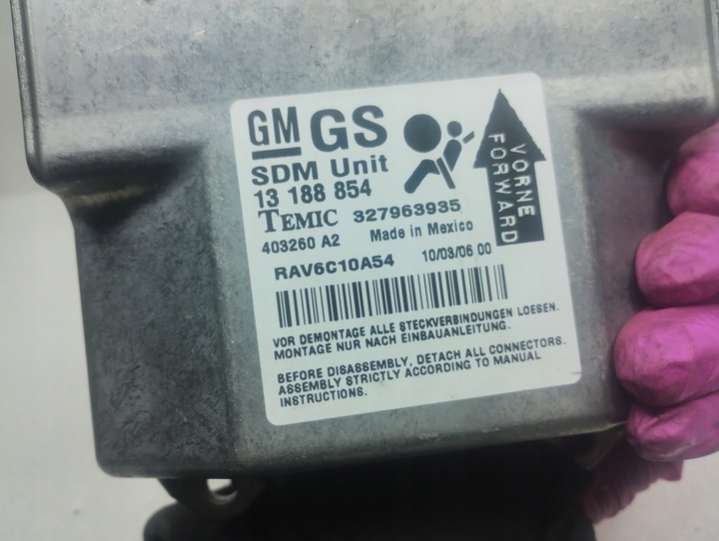 GM GS
SDM Unit
13 188 854
TEMIC 327963935
403260 A2 Made in Mexico
RAV6C10A54 10/03/06 00
VORNE
FORWARD
VOR DEMONTAGE ALLE STECKVERBINDUNGEN LOESEN.
MONTAGE NUR NACH EINBAUANLEITUNG.
BEFORE DISASSEMBLY, DETACH ALL CONNECTORS.
ASSEMBLY STRICTLY ACCORDING TO MANUAL
INSTRUCTIONS.